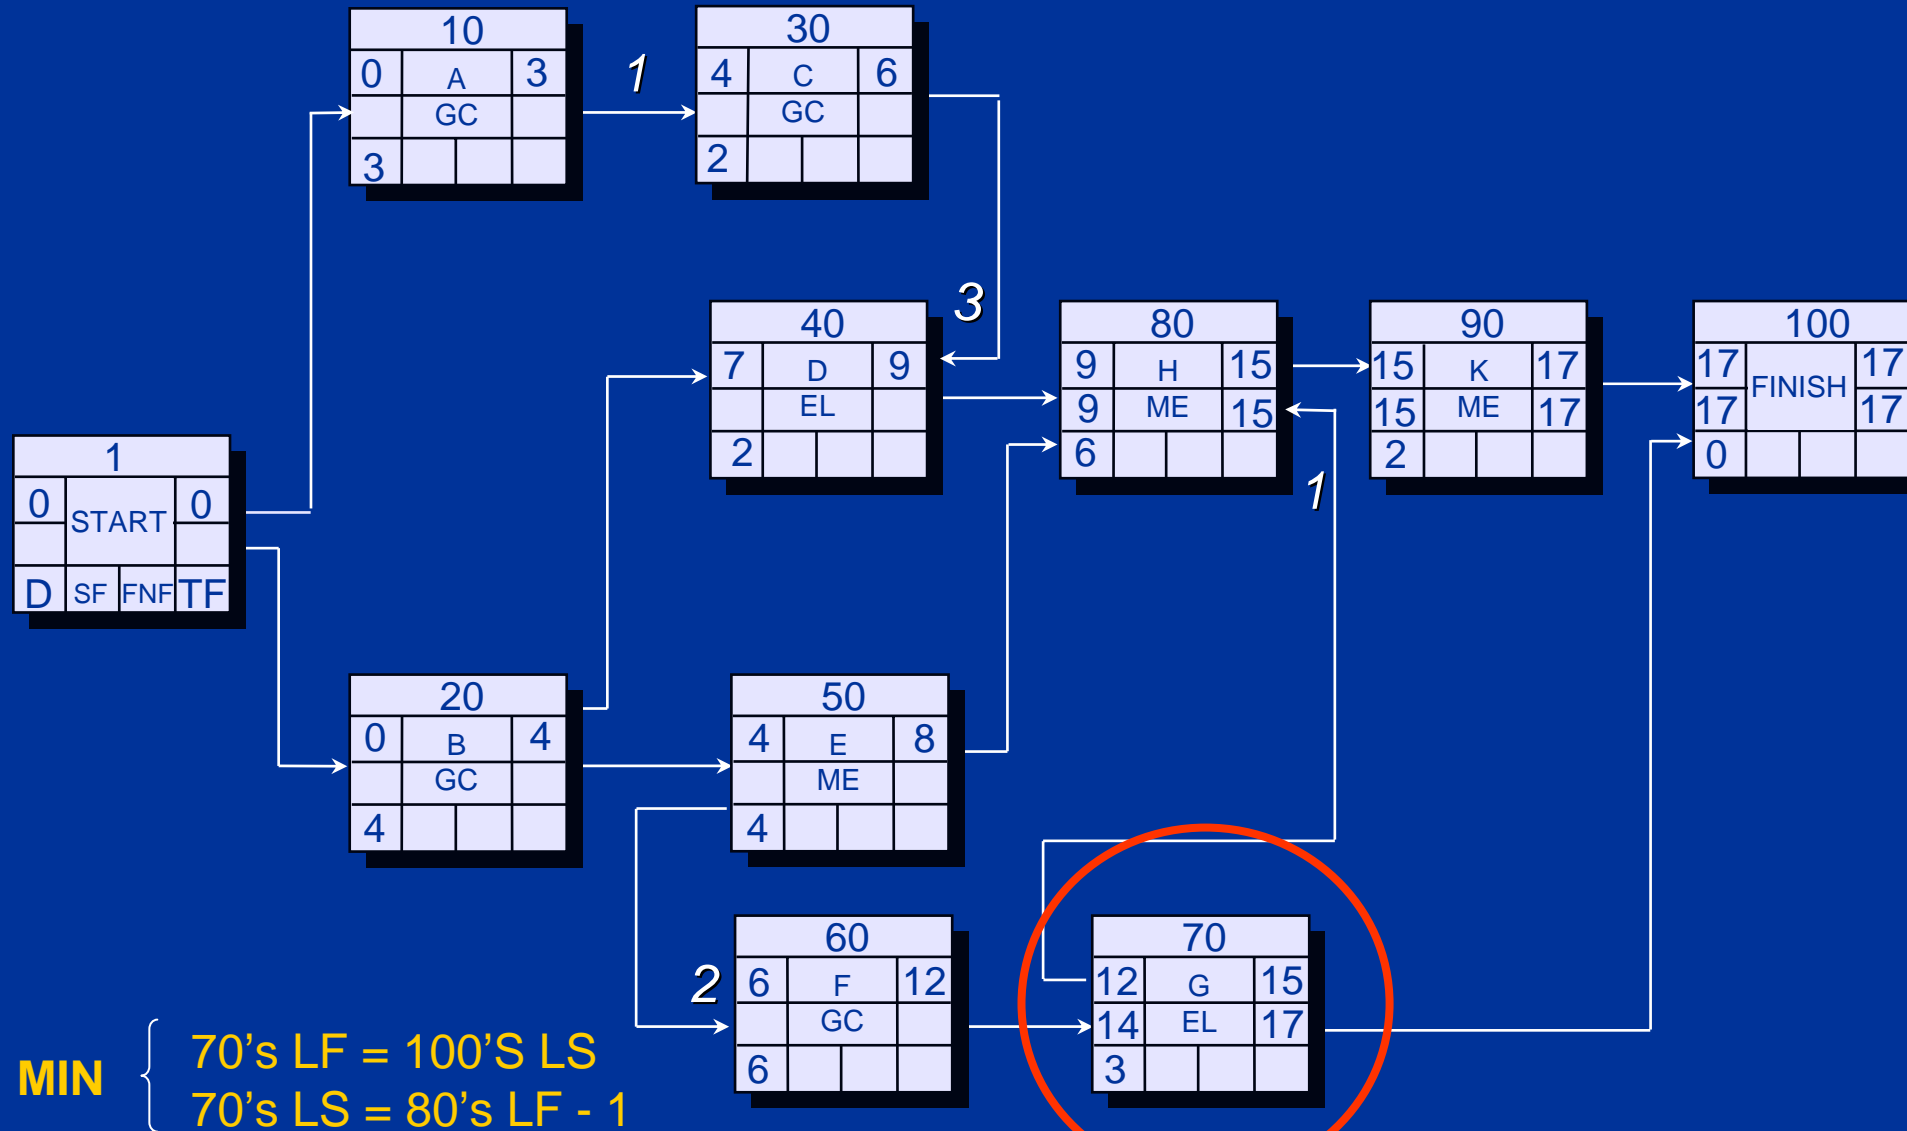 10
0 A 3
GC
3
1
30
4 C 6
GC
2
3
40
7 D 9
EL
2
80
9 H 15
9 ME 15
6
1
90
15 K 17
15 ME 17
2
100
17 FINISH 17
17 17
0
1
0 START 0
D SF FNF TF
20
0 B 4
GC
4
50
4 E 8
ME
4
2
60
6 F 12
GC
6
70
12 G 15
14 EL 17
3
MIN
70’s LF = 100’S LS
70’s LS = 80’s LF - 1